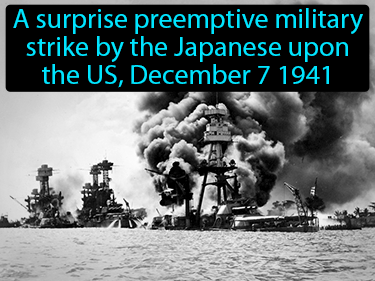 A surprise preemptive military
strike by the Japanese upon
the US, December 7 1941